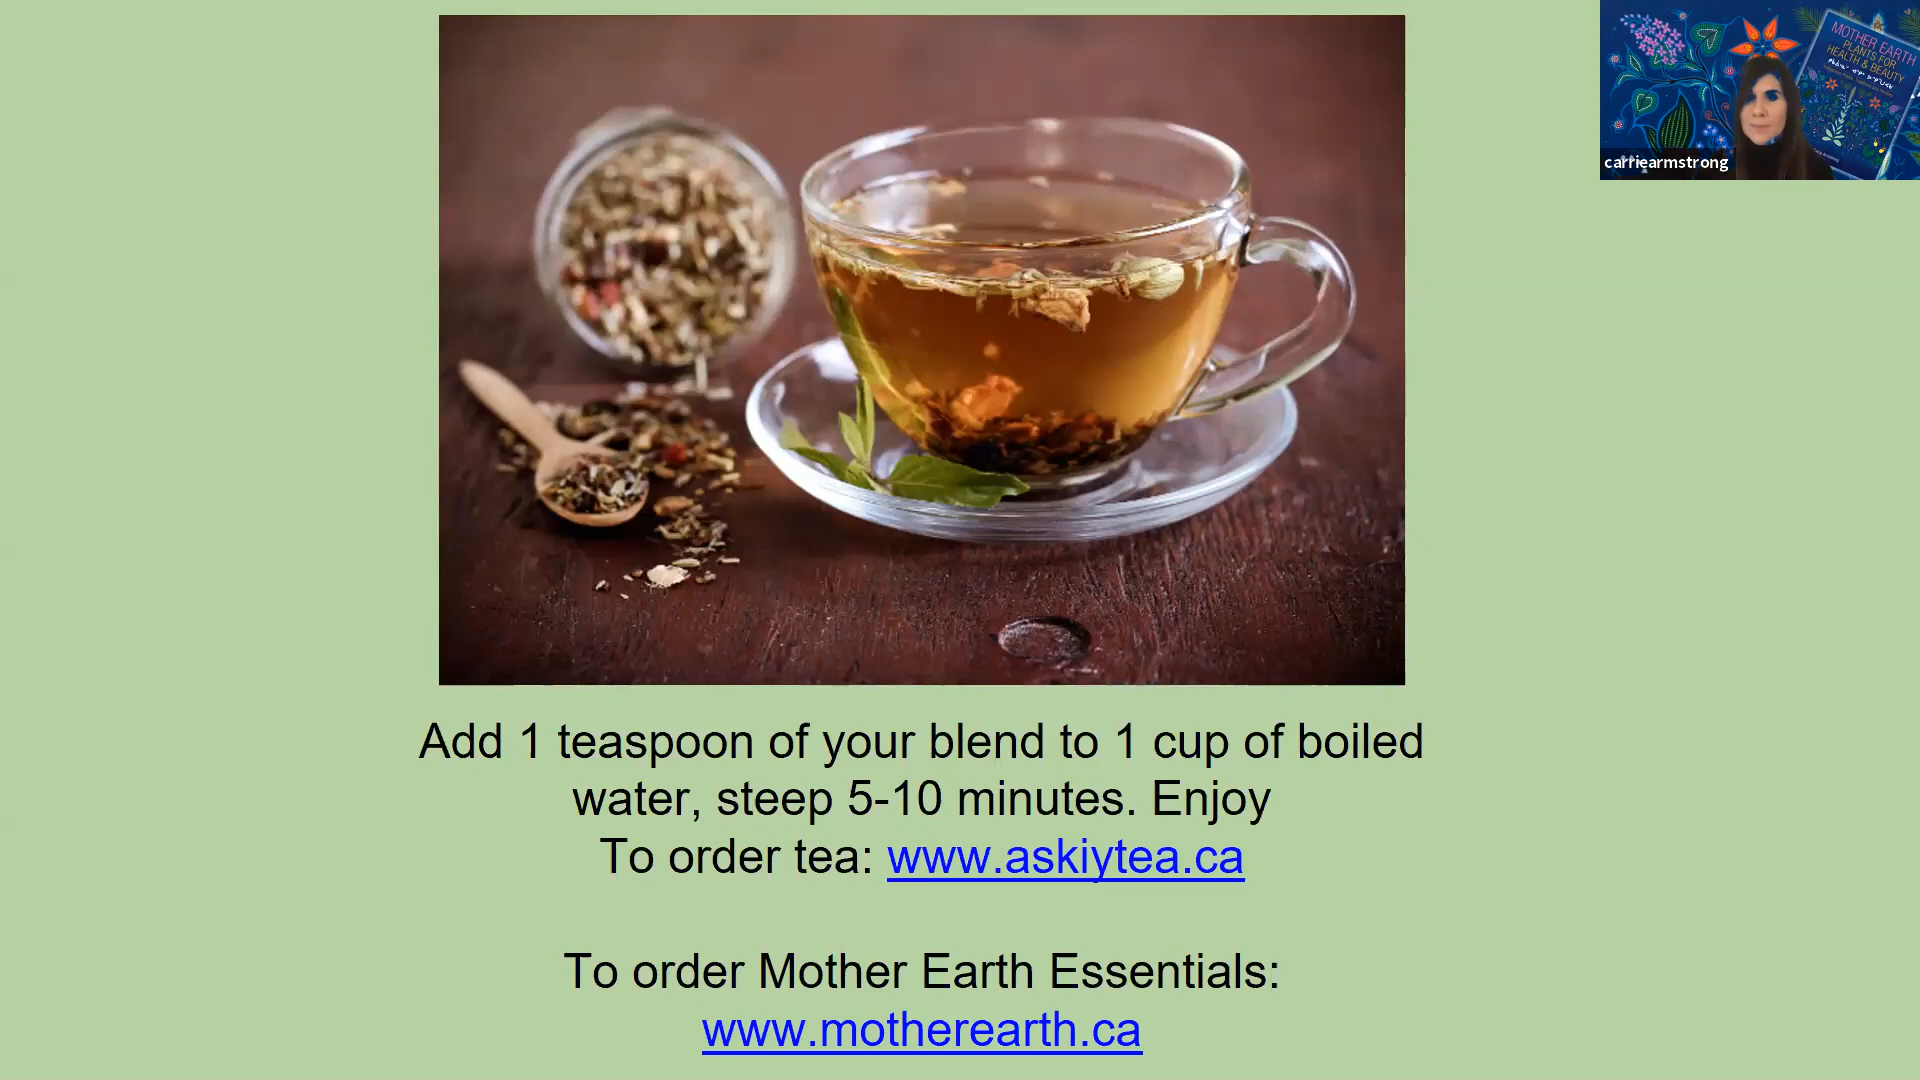 MOTHER EARTH
PLANTS FOR
HEALTH & BEAUTY
carriearmstrong
Add 1 teaspoon of your blend to 1 cup of boiled
water, steep 5-10 minutes. Enjoy
To order tea: www.askiytea.ca
To order Mother Earth Essentials:
www.motherearth.ca